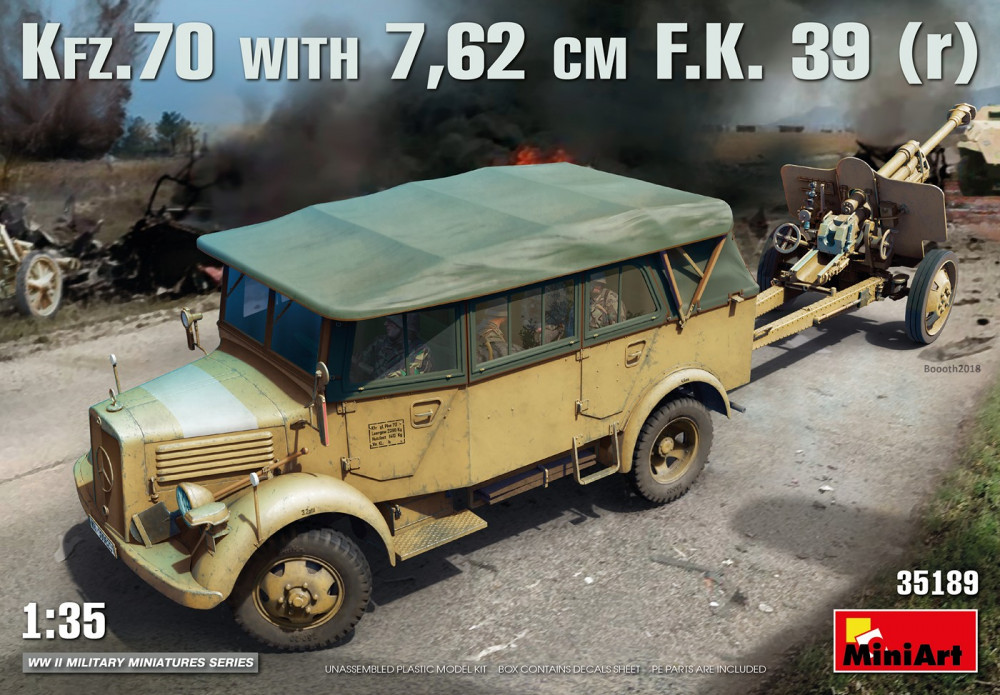 KFZ.70 WITH 7,62 CM F.K. 39 (r)
Boooth2018
35189
1:35
MiniArt
WW II MILITARY MINIATURES SERIES
UNASSEMBLED PLASTIC MODEL KIT BOX CONTAINS DECALS SHEET PE PARTS ARE INCLUDED